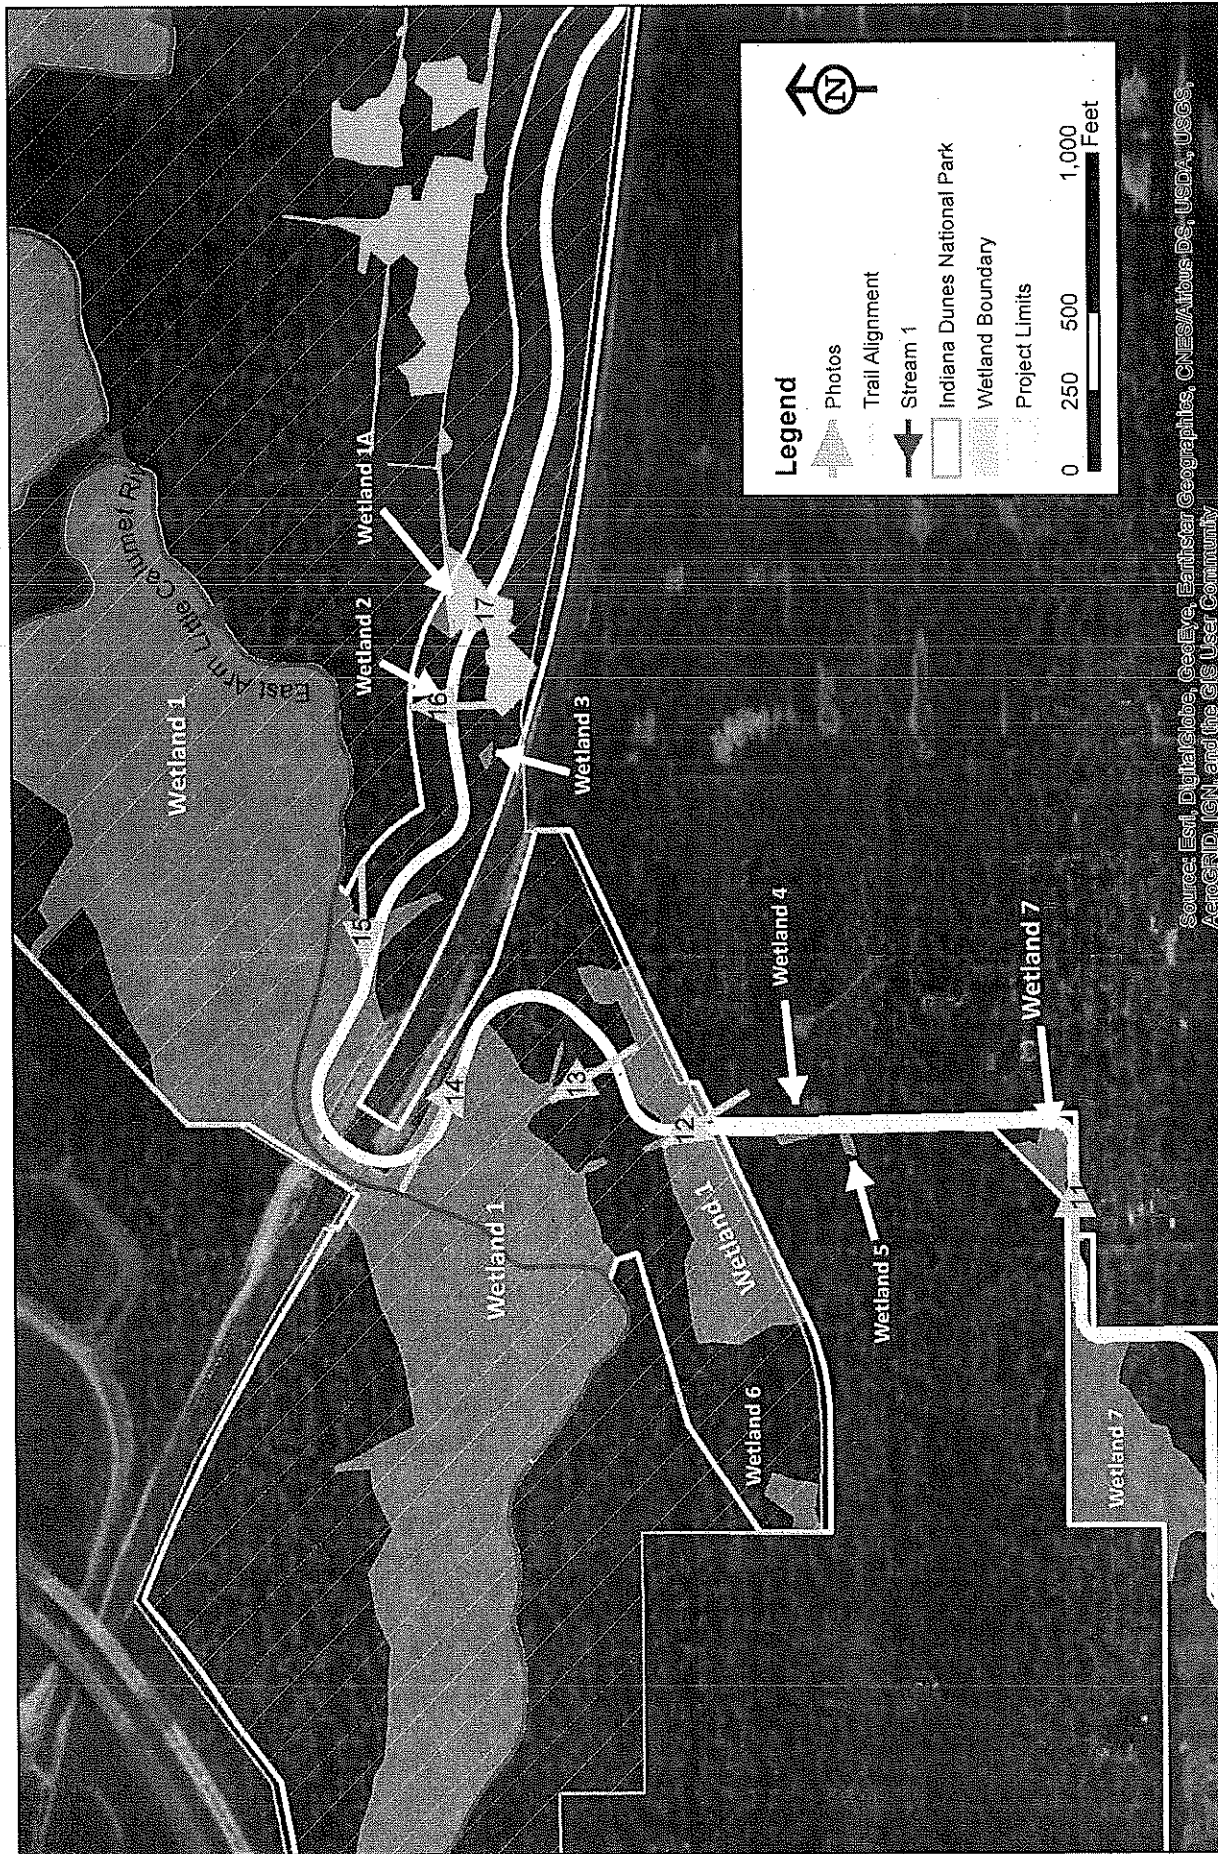 Wetland 1
East Arm Little Calumet Riv
Wetland 1A
Wetland 2
Wetland 3
15
16
17
14
13
12
11
Wetland 1
Wetland 1
Wetland 4
Wetland 5
Wetland 6
Wetland 7
Wetland 7
Legend
Photos
Trail Alignment
Stream 1
Indiana Dunes National Park
Wetland Boundary
Project Limits
N
0 250 500 1,000
Feet
Source: Esri, DigitalGlobe, GeoEye, Earthstar Geographics, CNES/Airbus DS, USDA, USGS,
AeroGRID, IGN, and the GIS User Community